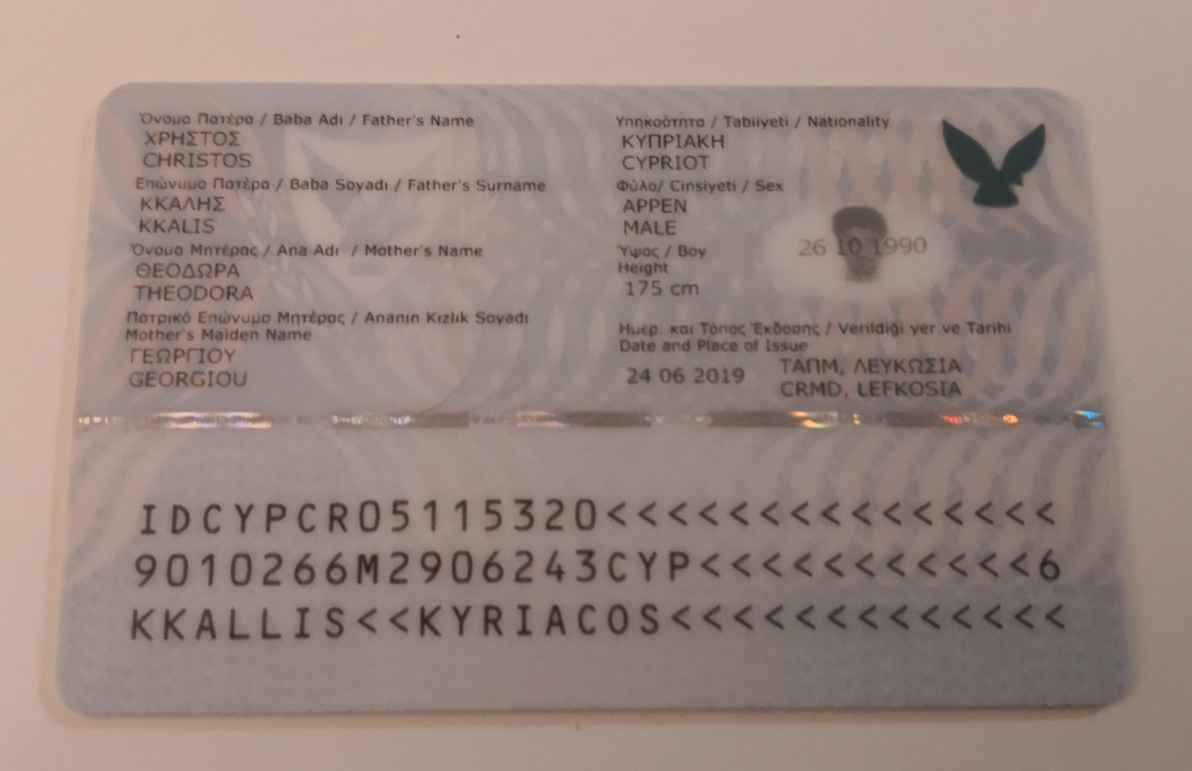 Όνομα Πατέρα / Baba Adı / Father's Name
ΧΡΗΣΤΟΣ
CHRISTOS
Επώνυμο Πατέρα / Baba Soyadı / Father's Surname
ΚΚΑΛΗΣ
KKALIS
Όνομα Μητέρας / Ana Adı / Mother's Name
ΘΕΟΔΩΡΑ
THEODORA
Πατρικό Επώνυμο Μητέρας / Ananın Kızlık Soyadı
Mother's Maiden Name
ΓΕΩΡΓΙΟΥ
GEORGIOU
Υπηκοότητα / Tabiiyeti / Nationality
ΚΥΠΡΙΑΚΗ
CYPRIOT
Φύλο/ Cinsiyeti / Sex
ΑΡΡΕΝ
MALE
Ύψος / Boy
Height
175 cm
26 10 1990
Ημερ. και Τόπος Έκδοσης / Verildiği yer ve Tarihi
Date and Place of Issue
24 06 2019
ΤΑΠΜ, ΛΕΥΚΩΣΙΑ
CRMD, LEFKOSIA
IDCYPCR05115320<<<<<<<<<<<<<<<
9010266M2906243CYP<<<<<<<<<<<6
KKALLIS<<KYRIACOS<<<<<<<<<<<<<